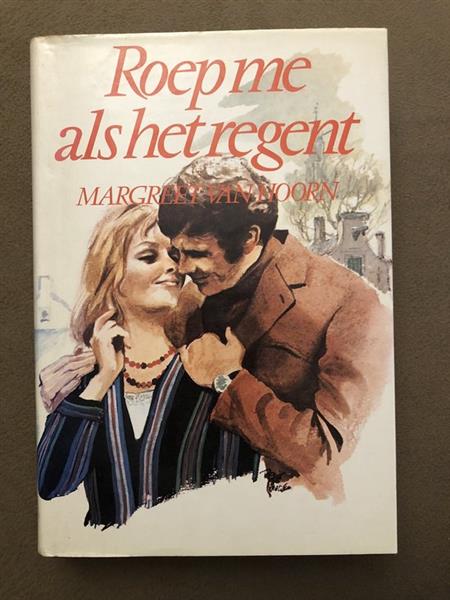 Roep me
als het regent
MARGREET VAN HOORN